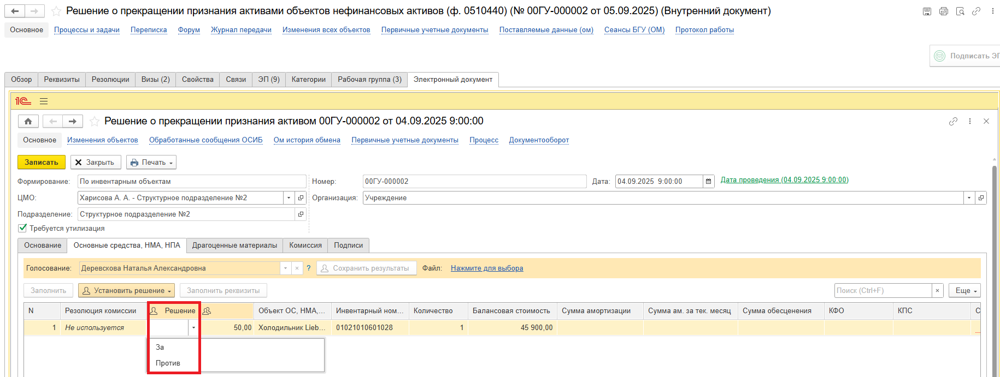 Решение о прекращении признания активами объектов нефинансовых активов (ф. 0510440) (№ 00ГУ-000002 от 05.09.2025) (Внутренний документ)
Основное Процессы и задачи Переписка Форум Журнал передачи Изменения всех объектов Первичные учетные документы Поставляемые данные (ом) Сеансы БГУ (ОМ) Протокол работы
Подписать ЭП
Обзор Реквизиты Резолюции Визы (2) Свойства Связи ЭП (9) Категории Рабочая группа (3) Электронный документ
1С
Решение о прекращении признания активом 00ГУ-000002 от 04.09.2025 9:00:00
Основное Изменения объектов Обработанные сообщения ОСИБ Ом история обмена Первичные учетные документы Процесс Документооборот
Записать Закрыть Печать
Формирование: По инвентарным объектам Номер: 00ГУ-000002 Дата: 04.09.2025 9:00:00 Дата проведения (04.09.2025 9:00:00)
ЦМО: Харисова А. А. - Структурное подразделение №2 Организация: Учреждение
Подразделение: Структурное подразделение №2
Требуется утилизация
Основание Основные средства, НМА, НПА Драгоценные материалы Комиссия Подписи
Голосование: Деревскова Наталья Александровна ? Сохранить результаты Файл: Нажмите для выбора
Заполнить Установить решение Заполнить реквизиты Поиск (Ctrl+F) × Еще
N Резолюция комиссии Решение Объект ОС, НМА,... Инвентарный ном... Количество Балансовая стоимость Сумма амортизации Сумма ам. за тек. месяц Сумма обесценения КФО КПС С
1 Не используется 50,00 Холодильник Lieb... 01021010601028 1 45 900,00 ...
За
Против